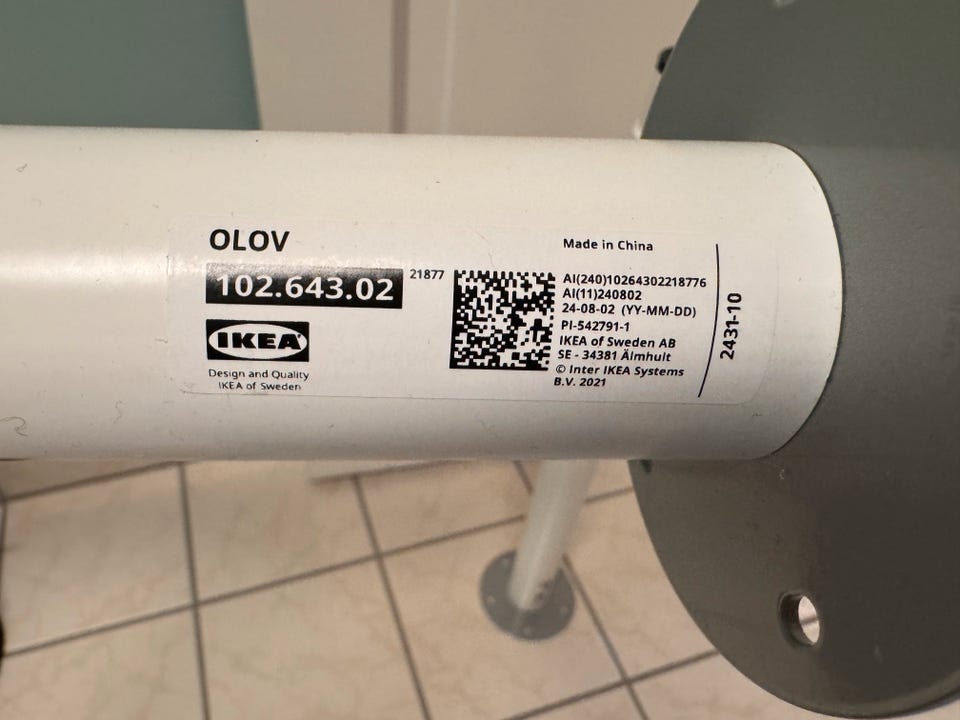 OLOV
102.643.02
21877
IKEA
Design and Quality
IKEA of Sweden
Made in China
AI(240)10264302218776
AI(11)240802
24-08-02 (YY-MM-DD)
PI-542791-1
IKEA of Sweden AB
SE - 34381 Älmhult
© Inter IKEA Systems
B.V. 2021
2431-10